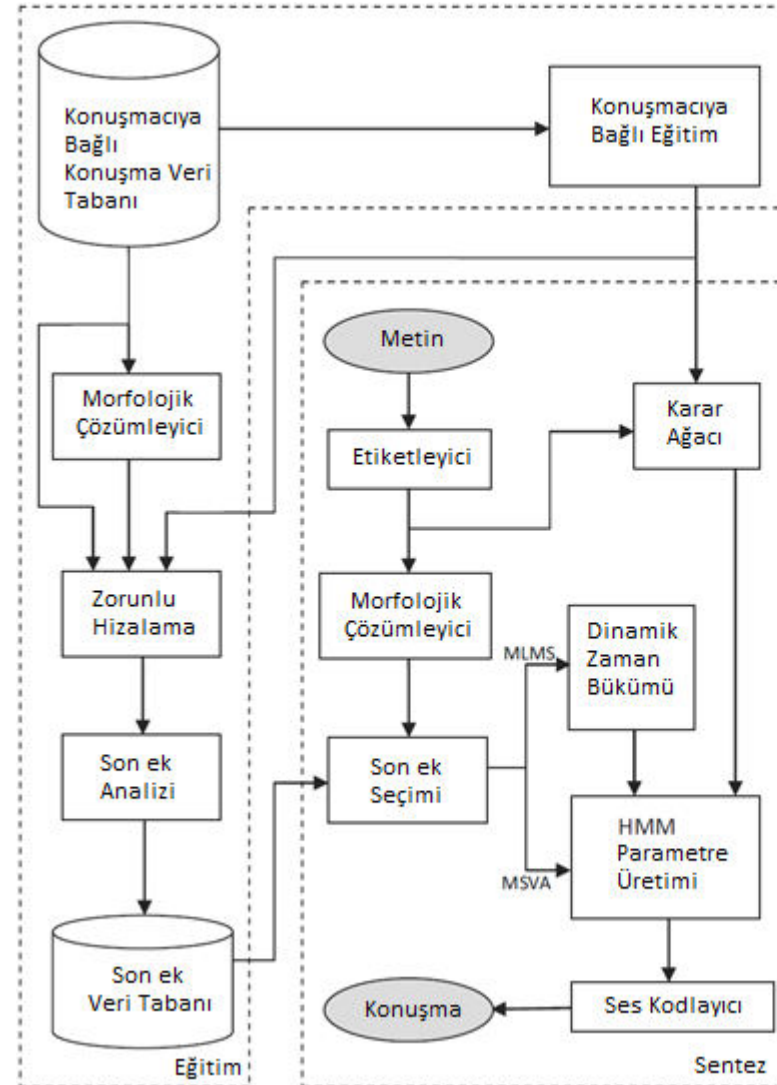 Konuşmacıya
Bağlı
Konuşma Veri
Tabanı
Konuşmacıya
Bağlı Eğitim
Metin
Morfolojik
Çözümleyici
Karar
Ağacı
Etiketleyici
Zorunlu
Hizalama
Morfolojik
Çözümleyici
MLMS
Dinamik
Zaman
Bükümü
Son ek
Analizi
Son ek
Seçimi
MSVA
HMM
Parametre
Üretimi
Son ek
Veri Tabanı
Konuşma
Ses Kodlayıcı
Eğitim
Sentez